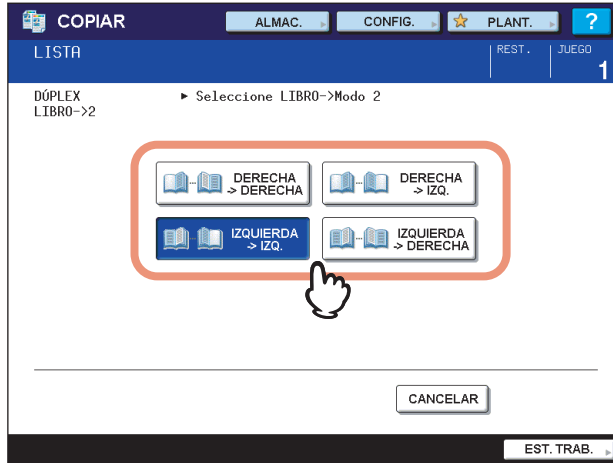 COPIAR
ALMAC.
CONFIG.
PLANT.
?
LISTA
REST.
JUEGO
1
DÚPLEX
LIBRO->2
► Seleccione LIBRO->Modo 2
DERECHA
-> DERECHA
DERECHA
-> IZQ.
IZQUIERDA
-> IZQ.
IZQUIERDA
-> DERECHA
CANCELAR
EST. TRAB.